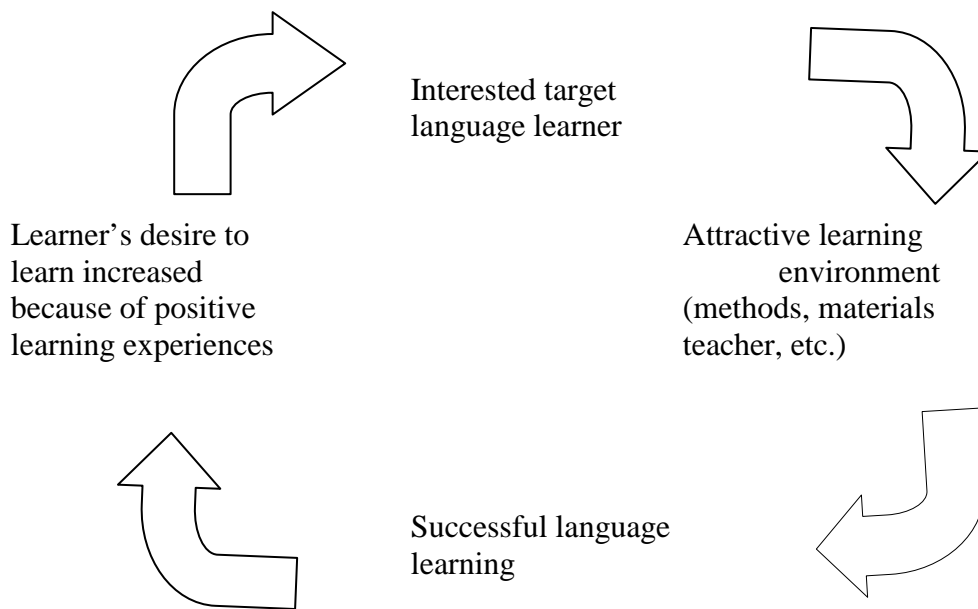 Interested target
language learner
Learner's desire to
learn increased
because of positive
learning experiences
Attractive learning
environment
(methods, materials
teacher, etc.)
Successful language
learning